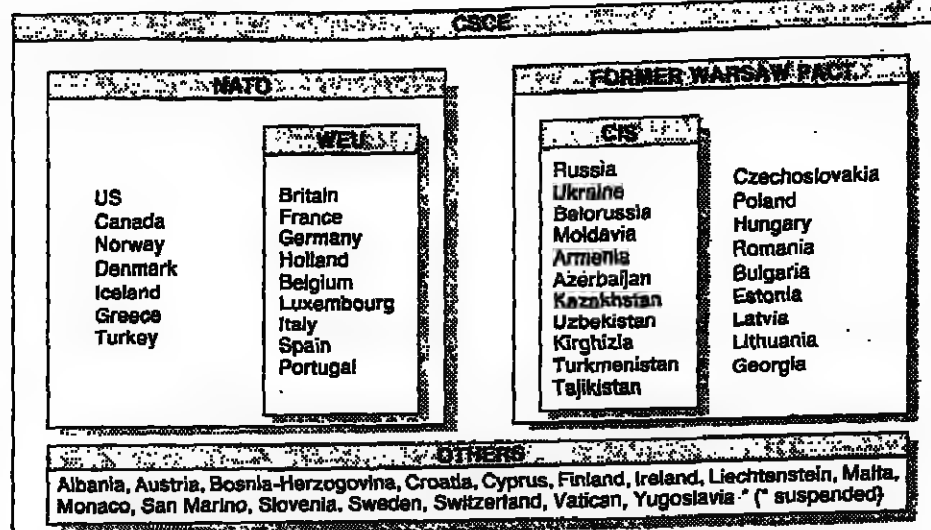 CSCE
NATO
US
Canada
Norway
Denmark
Iceland
Greece
Turkey
WEU
Britain
France
Germany
Holland
Belgium
Luxembourg
Italy
Spain
Portugal
FORMER WARSAW PACT
CIS
Russia
Ukraine
Belorussia
Moldavia
Armenia
Azerbaijan
Kazakhstan
Uzbekistan
Kirghizia
Turkmenistan
Tajikistan
Czechoslovakia
Poland
Hungary
Romania
Bulgaria
Estonia
Latvia
Lithuania
Georgia
OTHERS
Albania, Austria, Bosnia-Herzogovina, Croatia, Cyprus, Finland, Ireland, Liechtenstein, Malta,
Monaco, San Marino, Slovenia, Sweden, Switzerland, Vatican, Yugoslavia * (* suspended)